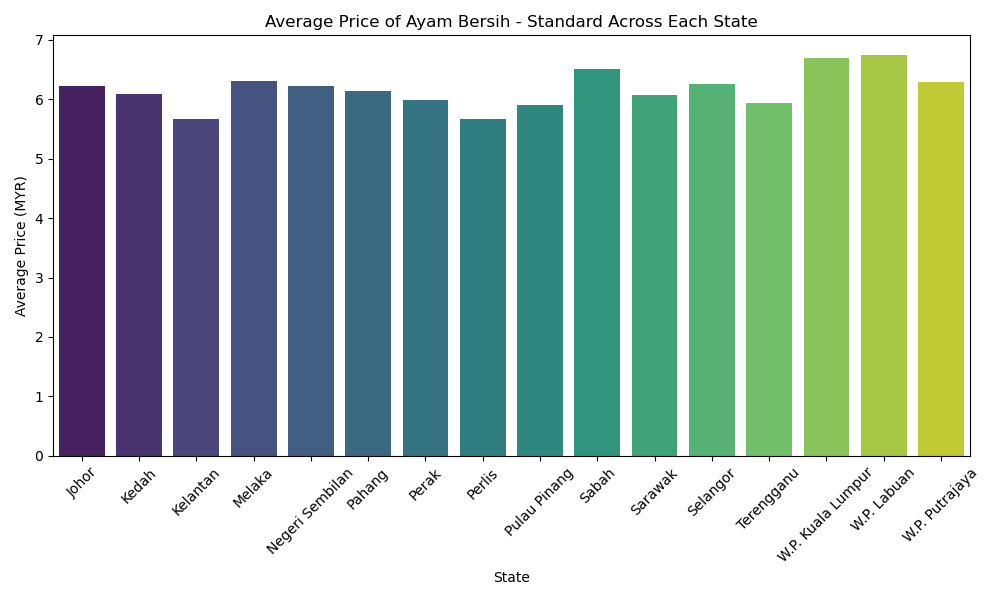 Average Price of Ayam Bersih - Standard Across Each State
Average Price (MYR)
7
6
5
4
3
2
1
0
Johor
Kedah
Kelantan
Melaka
Negeri Sembilan
Pahang
Perak
Perlis
Pulau Pinang
Sabah
Sarawak
Selangor
Terengganu
W.P. Kuala Lumpur
W.P. Labuan
W.P. Putrajaya
State